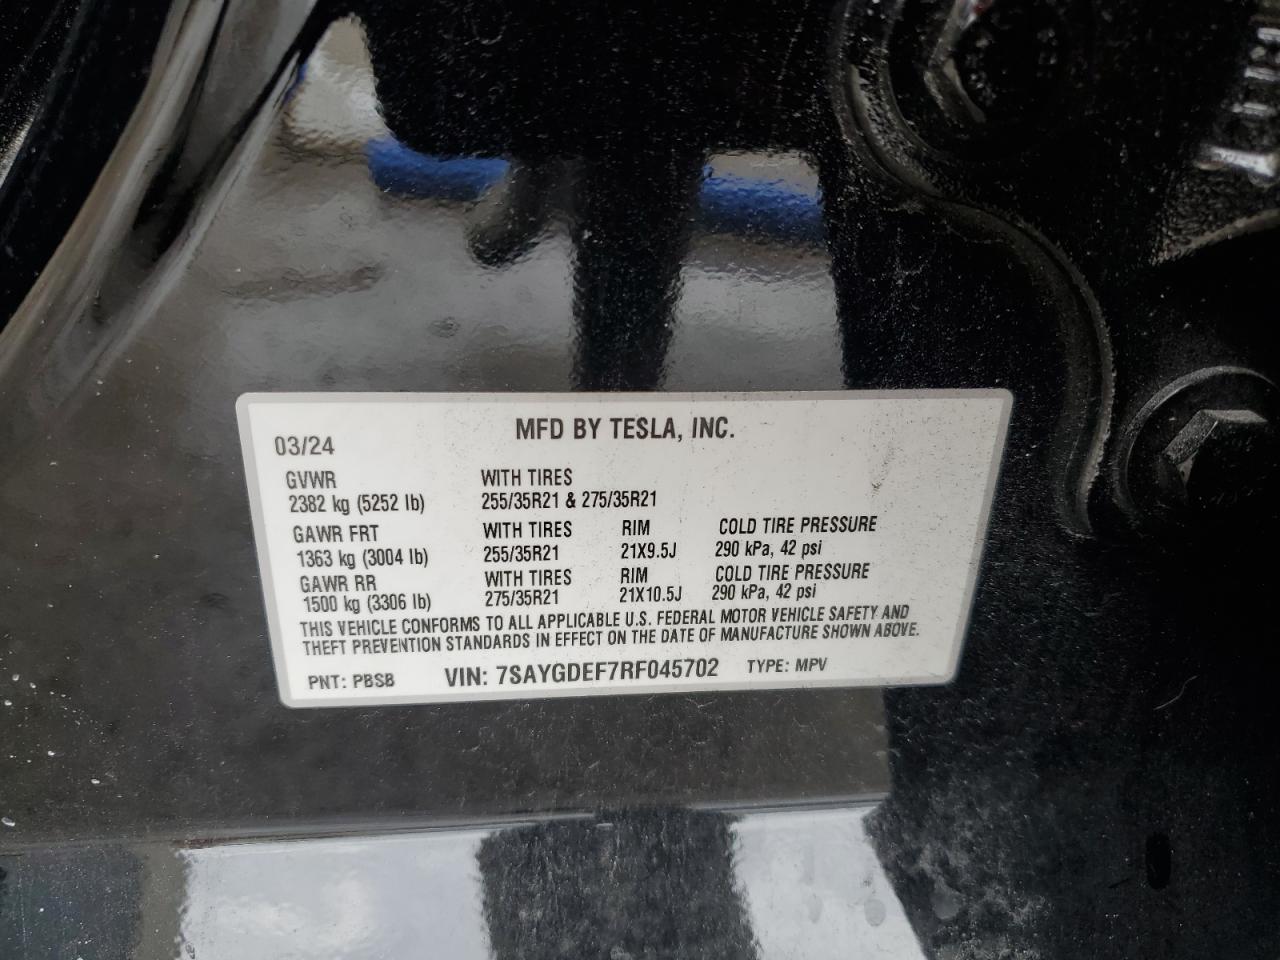 MFD BY TESLA, INC.
03/24
GVWR WITH TIRES
2382 kg (5252 lb) 255/35R21 & 275/35R21
GAWR FRT WITH TIRES RIM COLD TIRE PRESSURE
1363 kg (3004 lb) 255/35R21 21X9.5J 290 kPa, 42 psi
GAWR RR WITH TIRES RIM COLD TIRE PRESSURE
1500 kg (3306 lb) 275/35R21 21X10.5J 290 kPa, 42 psi
THIS VEHICLE CONFORMS TO ALL APPLICABLE U.S. FEDERAL MOTOR VEHICLE SAFETY AND
THEFT PREVENTION STANDARDS IN EFFECT ON THE DATE OF MANUFACTURE SHOWN ABOVE.
PNT: PBSB VIN: 7SAYGDEF7RF045702 TYPE: MPV